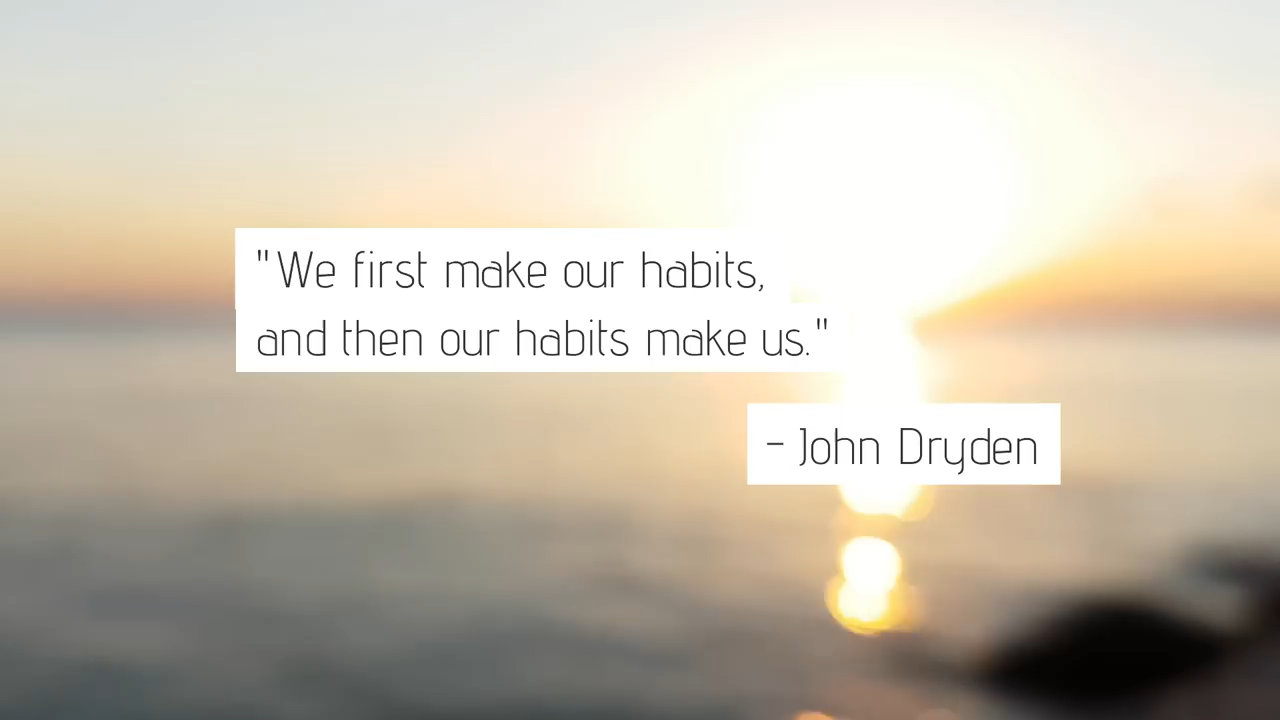 "We first make our habits,
and then our habits make us."
- John Dryden